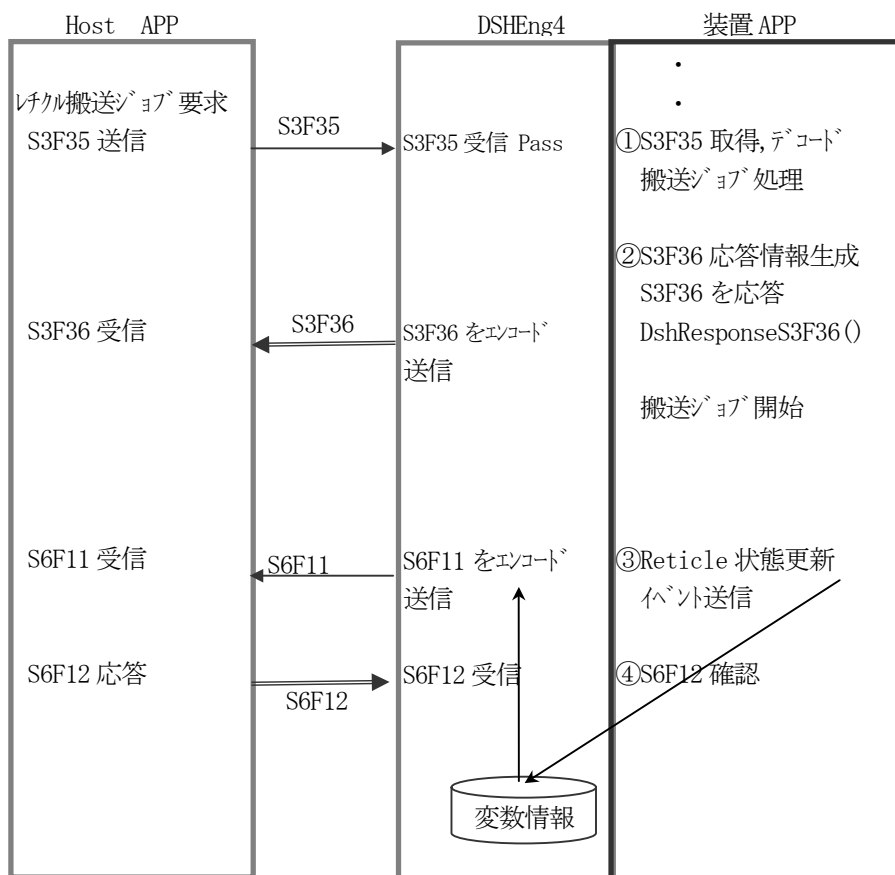 Host APP
DSHEng4
装置 APP
・
・
ﾚﾁｸﾙ搬送ｼﾞｮﾌﾞ要求
S3F35 送信
S3F35
S3F35 受信 Pass
①S3F35 取得,ﾃﾞｺｰﾄﾞ
搬送ｼﾞｮﾌﾞ処理
②S3F36 応答情報生成
S3F36 を応答
S3F36 受信
S3F36
S3F36 をｴﾝｺｰﾄﾞ
送信
DshResponseS3F36()
搬送ｼﾞｮﾌﾞ開始
S6F11 受信
S6F11
S6F11 をｴﾝｺｰﾄﾞ
送信
③Reticle 状態更新
ｲﾍﾞﾝﾄ送信
S6F12 応答
S6F12
S6F12 受信
④S6F12 確認
変数情報